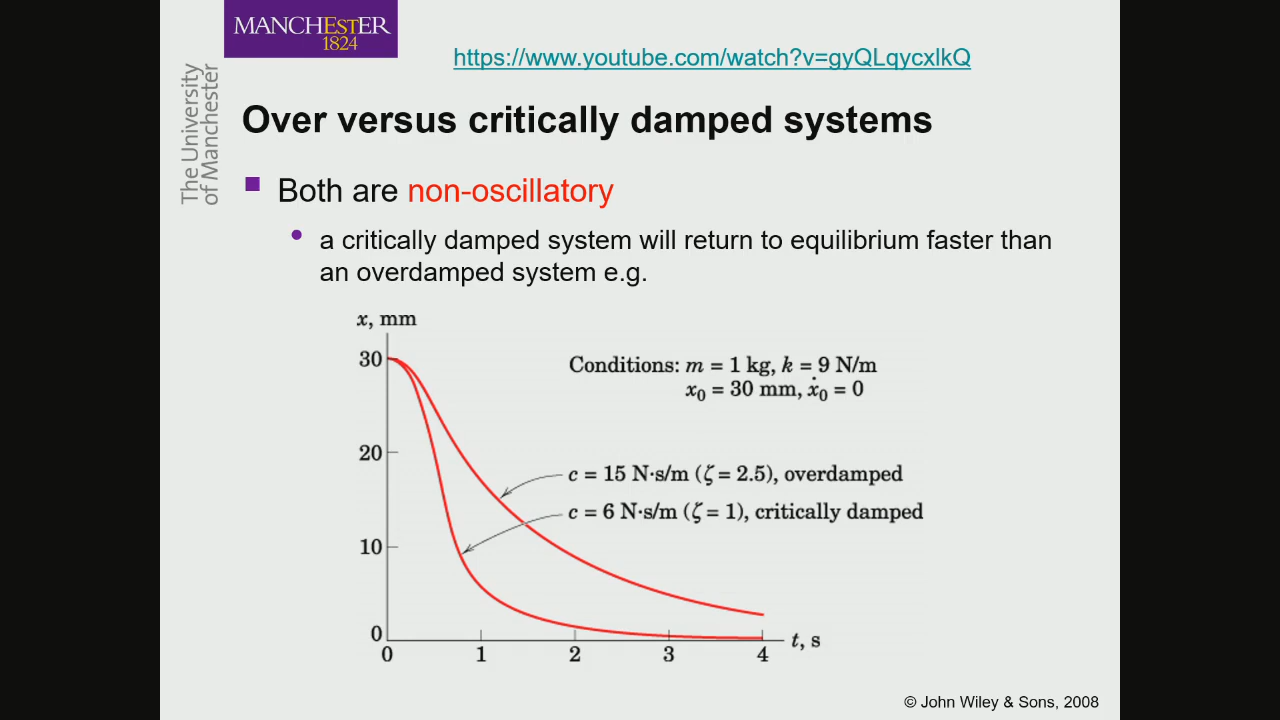 MANCHESTER
1824
The University
of Manchester
https://www.youtube.com/watch?v=gyQLqycxlkQ
Over versus critically damped systems
Both are non-oscillatory
a critically damped system will return to equilibrium faster than
an overdamped system e.g.
x, mm
30
20
10
0
0 1 2 3 4
t, s
Conditions: m = 1 kg, k = 9 N/m
x₀ = 30 mm, ẋ₀ = 0
c = 15 N·s/m (ζ = 2.5), overdamped
c = 6 N·s/m (ζ = 1), critically damped
© John Wiley & Sons, 2008